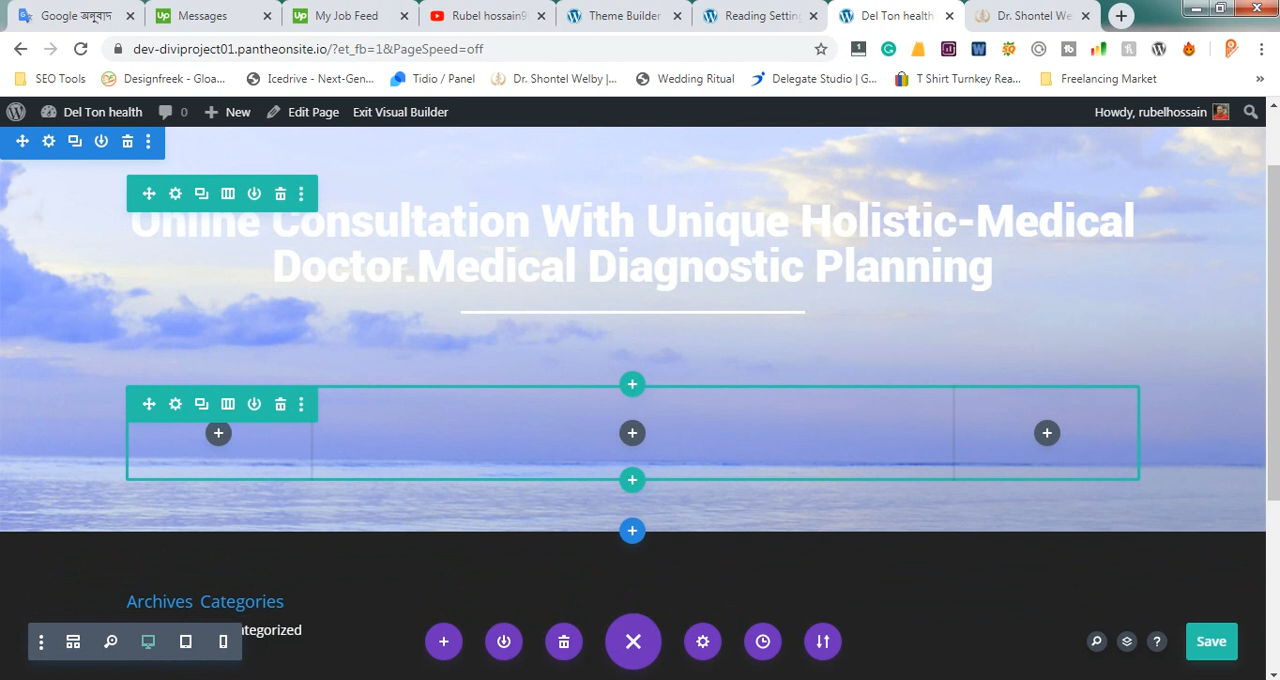 Google অনুবাদ
Messages
My Job Feed
Rubel hossain9
Theme Builder
Reading Setting
Del Ton health
Dr. Shontel We
dev-diviproject01.pantheonsite.io/?et_fb=1&PageSpeed=off
SEO Tools
Designfreek - Gloa...
Icedrive - Next-Gen...
Tidio / Panel
Dr. Shontel Welby |...
Wedding Ritual
Delegate Studio | G...
T Shirt Turnkey Rea...
Freelancing Market
»
Del Ton health
0
New
Edit Page
Exit Visual Builder
Howdy, rubelhossain
Online Consultation With Unique Holistic-Medical
Doctor.Medical Diagnostic Planning
Archives Categories
ategorized
Save